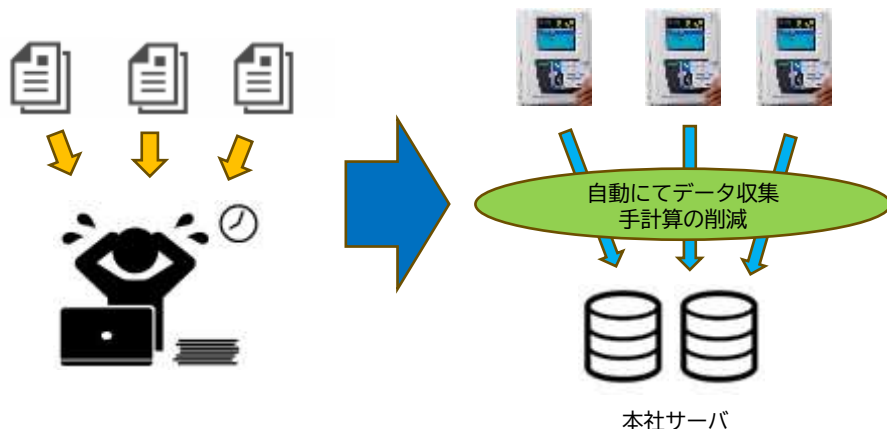 自動にてデータ収集
手計算の削減
本社サーバ